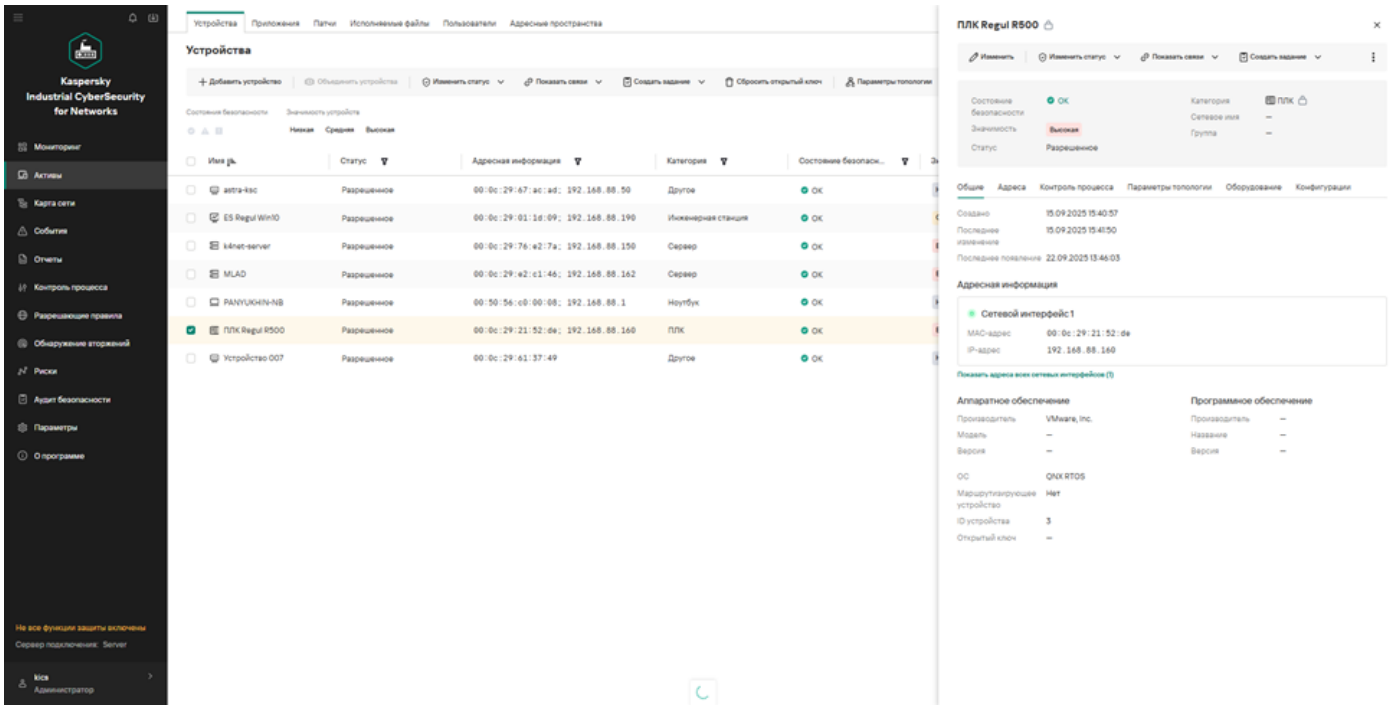 Kaspersky
Industrial CyberSecurity
for Networks
Мониторинг
Активы
Карта сети
События
Отчеты
Контроль процесса
Разрешающие правила
Обнаружение вторжений
Риски
Аудит безопасности
Параметры
О программе
Не все функции защиты включены
Сервер подключения: Server
kics
Администратор
Устройства Приложения Патчи Исполняемые файлы Пользователи Адресные пространства
Устройства
Добавить устройство Объединить устройства Изменить статус Показать связи Создать задание Сбросить открытый ключ Параметры топологии
Состояния безопасности Значимость устройств
Низкая Средняя Высокая
Имя Статус Адресная информация Категория Состояние безопасн...
astra-ksc Разрешенное 00:0c:29:67:ac:ad; 192.168.88.50 Другое OK
ES Regul Win10 Разрешенное 00:0c:29:01:1d:09; 192.168.88.190 Инженерная станция OK
k4net-server Разрешенное 00:0c:29:76:e2:7a; 192.168.88.150 Сервер OK
MLAD Разрешенное 00:0c:29:e2:c1:46; 192.168.88.162 Сервер OK
PANYUKHIN-NB Разрешенное 00:50:56:c0:00:08; 192.168.88.1 Ноутбук OK
ПЛК Regul R500 Разрешенное 00:0c:29:21:52:de; 192.168.88.160 ПЛК OK
Устройство 007 Разрешенное 00:0c:29:61:37:49 Другое OK
ПЛК Regul R500
Изменить Изменить статус Показать связи Создать задание
Состояние безопасности OK
Значимость Высокая
Статус Разрешенное
Категория ПЛК
Сетевое имя —
Группа —
Общие Адреса Контроль процесса Параметры топологии Оборудование Конфигурации
Создано 15.09.2025 15:40:57
Последнее изменение 15.09.2025 15:41:50
Последнее появление 22.09.2025 13:46:03
Адресная информация
Сетевой интерфейс 1
MAC-адрес 00:0c:29:21:52:de
IP-адрес 192.168.88.160
Показать адреса всех сетевых интерфейсов (1)
Аппаратное обеспечение
Производитель VMware, Inc.
Модель —
Версия —
Программное обеспечение
Производитель —
Название —
Версия —
ОС QNX RTOS
Маршрутизирующее устройство Нет
ID устройства 3
Открытый ключ —